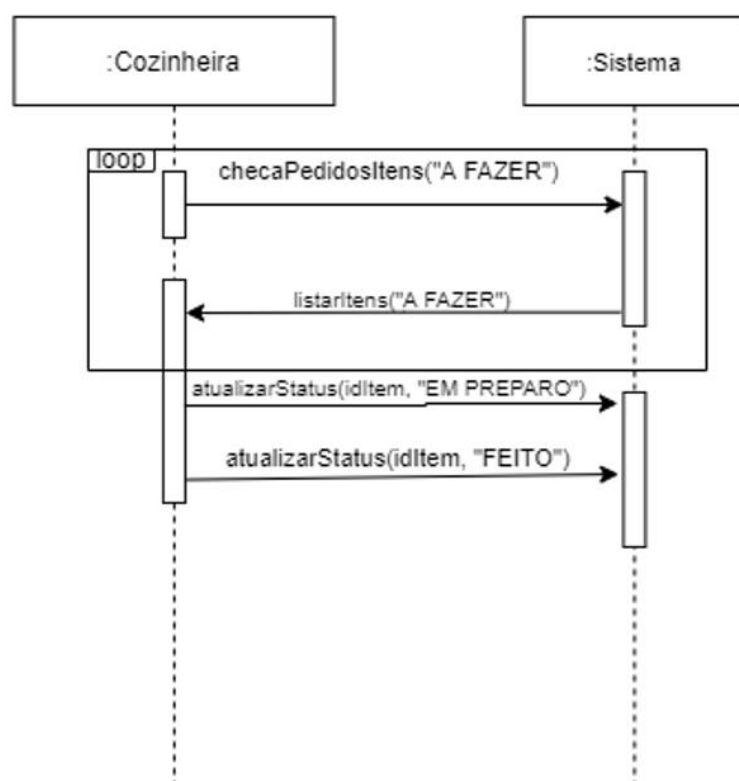 :Cozinheira
:Sistema
loop
checaPedidosItens("A FAZER")
listarItens("A FAZER")
atualizarStatus(idItem, "EM PREPARO")
atualizarStatus(idItem, "FEITO")